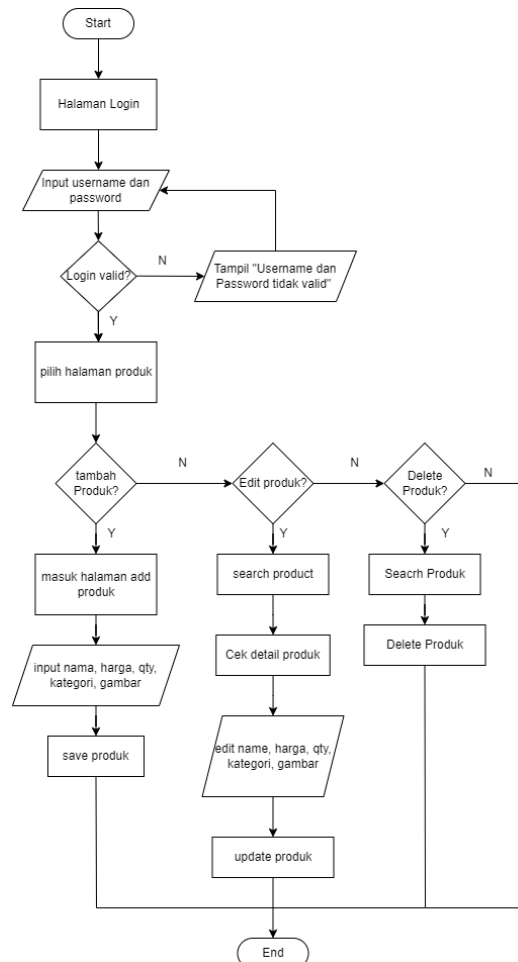 Start
Halaman Login
Input username dan
password
Login valid?
N
Tampil "Username dan
Password tidak valid"
Y
pilih halaman produk
tambah
Produk?
N
Edit produk?
N
Delete
Produk?
N
Y
Y
Y
masuk halaman add
produk
search product
Seacrh Produk
input nama, harga, qty,
kategori, gambar
Cek detail produk
Delete Produk
save produk
edit name, harga, qty,
kategori, gambar
update produk
End